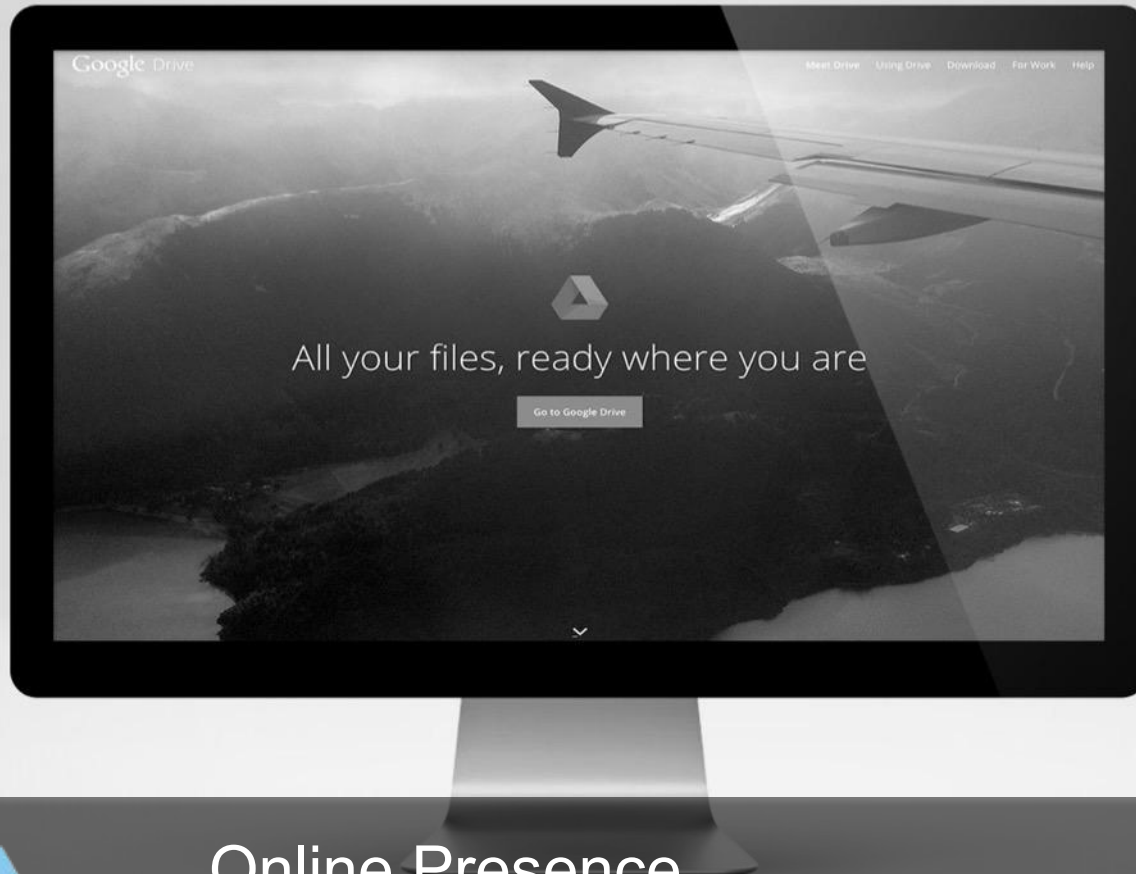 Google Drive
Meet Drive Using Drive Download For Work Help
All your files, ready where you are
Go to Google Drive
Online Presence